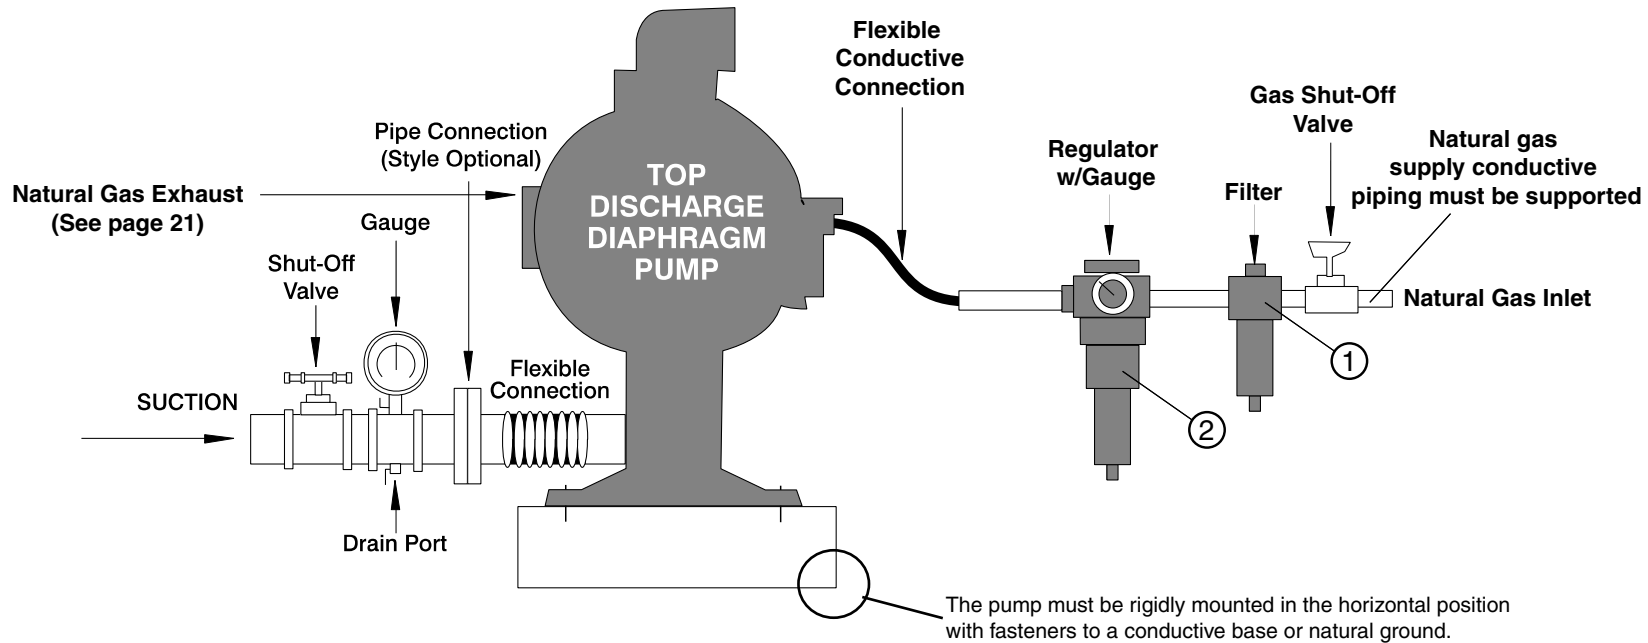 Flexible
Conductive
Connection
Gas Shut-Off
Valve
Pipe Connection
(Style Optional)
Natural gas
supply conductive
piping must be supported
Regulator
w/Gauge
TOP
DISCHARGE
DIAPHRAGM
PUMP
Natural Gas Exhaust
(See page 21)
Filter
Gauge
Shut-Off
Valve
Natural Gas Inlet
1
Flexible
Connection
SUCTION
2
Drain Port
The pump must be rigidly mounted in the horizontal position
with fasteners to a conductive base or natural ground.